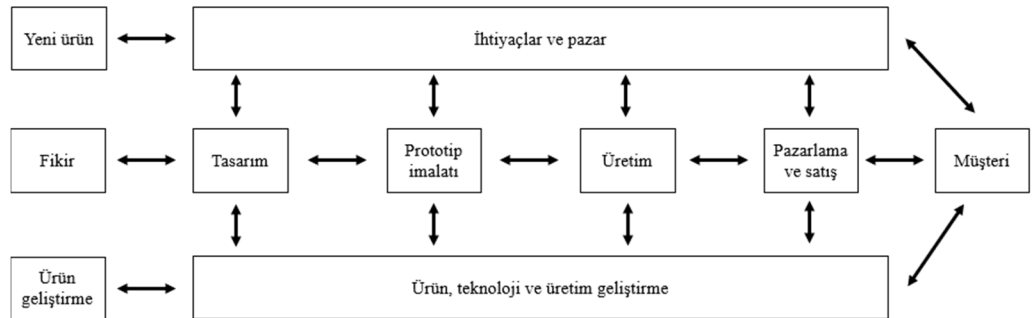 Yeni ürün
İhtiyaçlar ve pazar
Fikir
Tasarım
Prototip
imalatı
Üretim
Pazarlama
ve satış
Müşteri
Ürün
geliştirme
Ürün, teknoloji ve üretim geliştirme